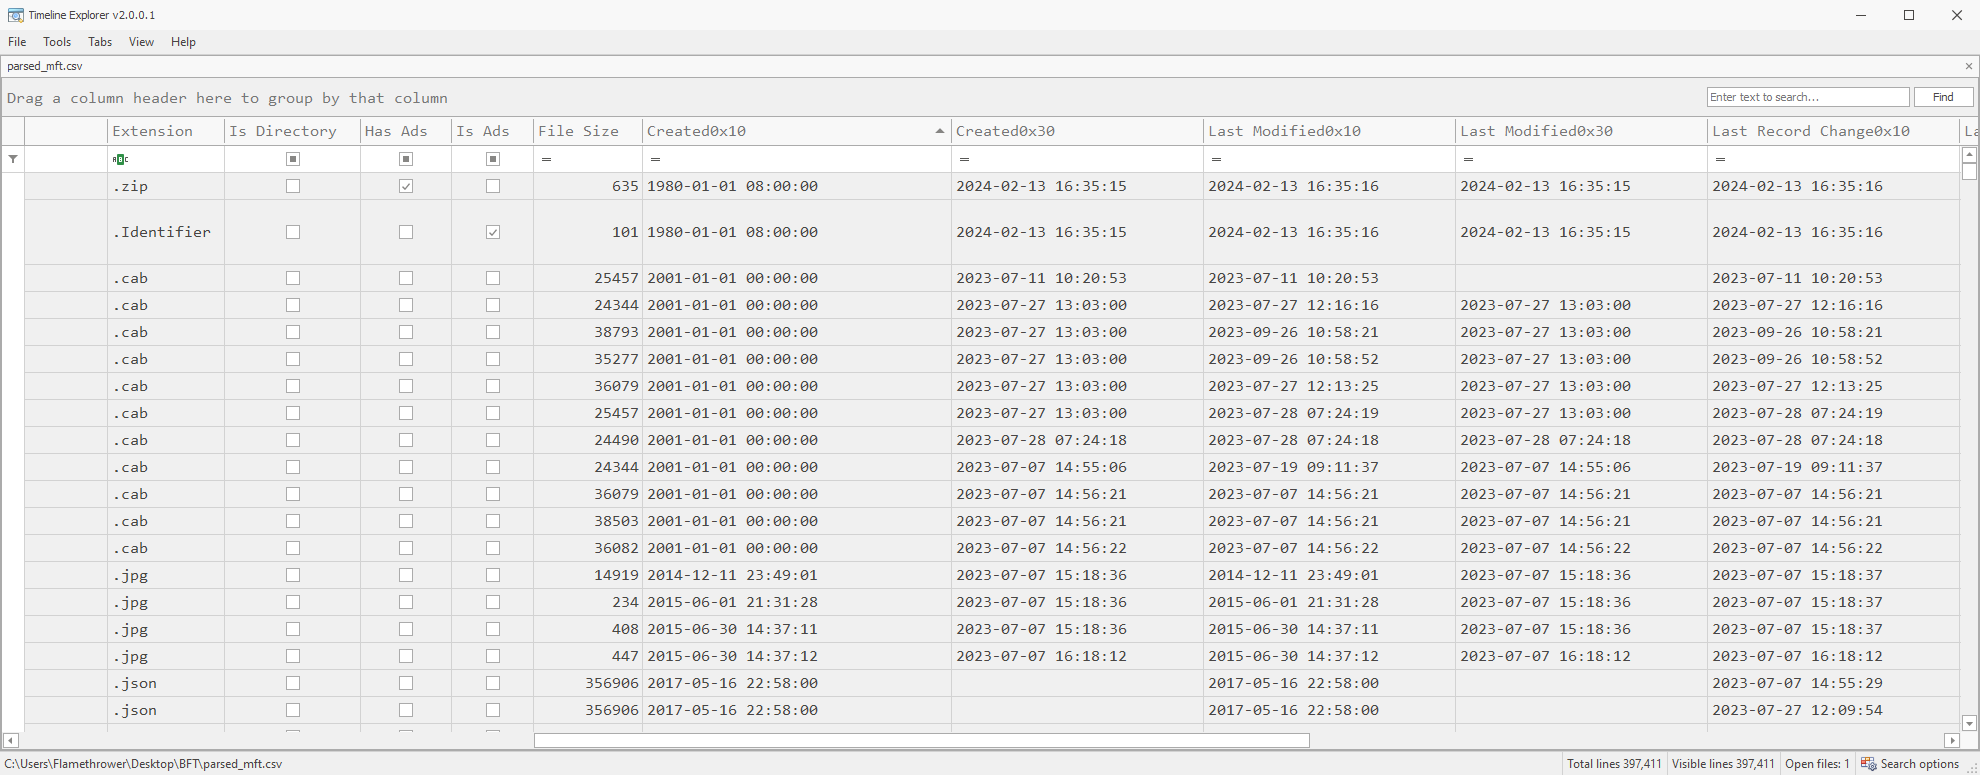 Timeline Explorer v2.0.0.1
File Tools Tabs View Help
parsed_mft.csv
Drag a column header here to group by that column
Enter text to search... Find
Extension Is Directory Has Ads Is Ads File Size Created0x10 Created0x30 Last Modified0x10 Last Modified0x30 Last Record Change0x10 La
ABC = = = = = =
.zip 635 1980-01-01 08:00:00 2024-02-13 16:35:15 2024-02-13 16:35:16 2024-02-13 16:35:15 2024-02-13 16:35:16
.Identifier 101 1980-01-01 08:00:00 2024-02-13 16:35:15 2024-02-13 16:35:16 2024-02-13 16:35:15 2024-02-13 16:35:16
.cab 25457 2001-01-01 00:00:00 2023-07-11 10:20:53 2023-07-11 10:20:53 2023-07-11 10:20:53
.cab 24344 2001-01-01 00:00:00 2023-07-27 13:03:00 2023-07-27 12:16:16 2023-07-27 13:03:00 2023-07-27 12:16:16
.cab 38793 2001-01-01 00:00:00 2023-07-27 13:03:00 2023-09-26 10:58:21 2023-07-27 13:03:00 2023-09-26 10:58:21
.cab 35277 2001-01-01 00:00:00 2023-07-27 13:03:00 2023-09-26 10:58:52 2023-07-27 13:03:00 2023-09-26 10:58:52
.cab 36079 2001-01-01 00:00:00 2023-07-27 13:03:00 2023-07-27 12:13:25 2023-07-27 13:03:00 2023-07-27 12:13:25
.cab 25457 2001-01-01 00:00:00 2023-07-27 13:03:00 2023-07-28 07:24:19 2023-07-27 13:03:00 2023-07-28 07:24:19
.cab 24490 2001-01-01 00:00:00 2023-07-28 07:24:18 2023-07-28 07:24:18 2023-07-28 07:24:18 2023-07-28 07:24:18
.cab 24344 2001-01-01 00:00:00 2023-07-07 14:55:06 2023-07-19 09:11:37 2023-07-07 14:55:06 2023-07-19 09:11:37
.cab 36079 2001-01-01 00:00:00 2023-07-07 14:56:21 2023-07-07 14:56:21 2023-07-07 14:56:21 2023-07-07 14:56:21
.cab 38503 2001-01-01 00:00:00 2023-07-07 14:56:21 2023-07-07 14:56:21 2023-07-07 14:56:21 2023-07-07 14:56:21
.cab 36082 2001-01-01 00:00:00 2023-07-07 14:56:22 2023-07-07 14:56:22 2023-07-07 14:56:22 2023-07-07 14:56:22
.jpg 14919 2014-12-11 23:49:01 2023-07-07 15:18:36 2014-12-11 23:49:01 2023-07-07 15:18:36 2023-07-07 15:18:37
.jpg 234 2015-06-01 21:31:28 2023-07-07 15:18:36 2015-06-01 21:31:28 2023-07-07 15:18:36 2023-07-07 15:18:37
.jpg 408 2015-06-30 14:37:11 2023-07-07 15:18:36 2015-06-30 14:37:11 2023-07-07 15:18:36 2023-07-07 15:18:37
.jpg 447 2015-06-30 14:37:12 2023-07-07 16:18:12 2015-06-30 14:37:12 2023-07-07 16:18:12 2023-07-07 16:18:12
.json 356906 2017-05-16 22:58:00 2017-05-16 22:58:00 2023-07-07 14:55:29
.json 356906 2017-05-16 22:58:00 2017-05-16 22:58:00 2023-07-27 12:09:54
C:\Users\Flamethrower\Desktop\BFT\parsed_mft.csv Total lines 397,411 Visible lines 397,411 Open files: 1 Search options